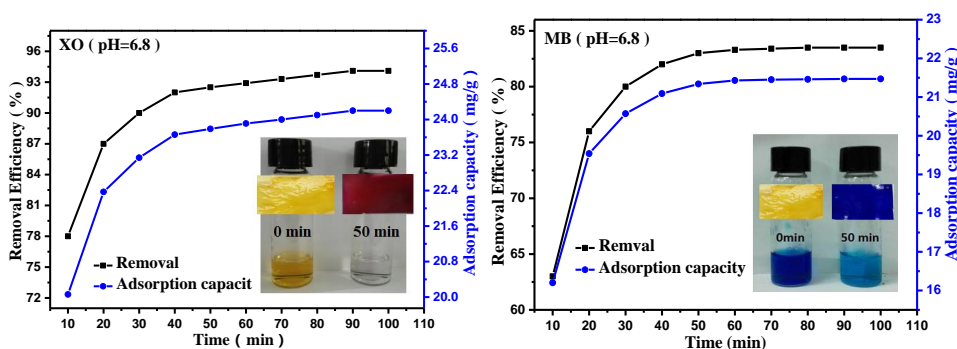 XO ( pH=6.8 )
Removal Efficiency ( % )
96
93
90
87
84
81
78
75
72
25.6
24.8
24.0
23.2
22.4
21.6
20.8
20.0
Adsorption capacity ( mg/g )
0 min
50 min
Removal
Adsorption capacit
10 20 30 40 50 60 70 80 90 100 110
Time ( min )
MB ( pH=6.8 )
Removal Efficiency ( % )
85
80
75
70
65
60
23
22
21
20
19
18
17
16
Adsorption capacity ( mg/g )
0min
50 min
Remval
Adsorption capacity
10 20 30 40 50 60 70 80 90 100 110
Time (min)